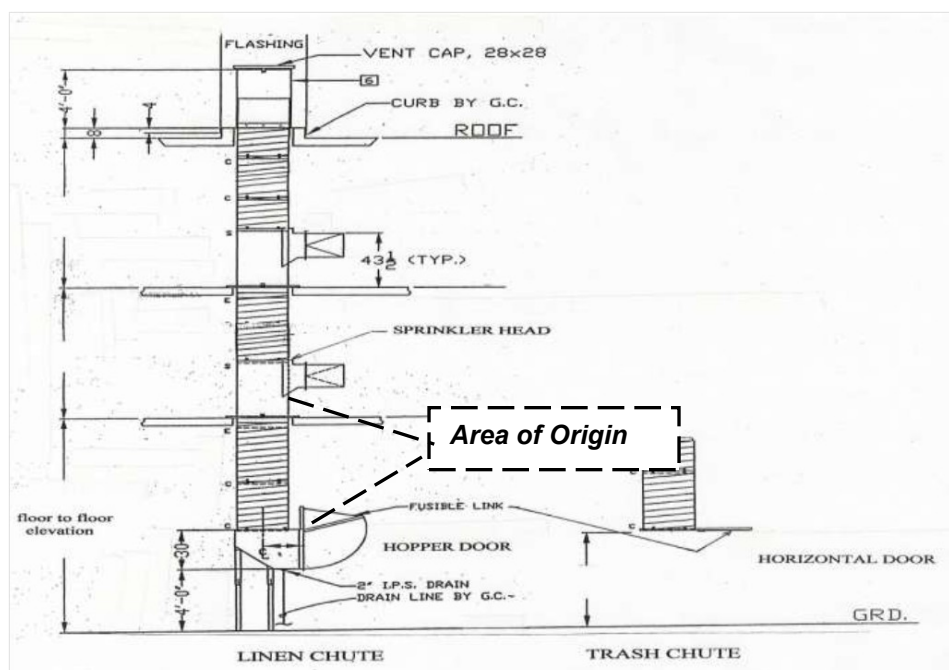 FLASHING
VENT CAP, 28x28
6
4'-0"
4
CURB BY G.C.
8
ROOF
43½ (TYP.)
SPRINKLER HEAD
Area of Origin
FUSIBLE LINK
floor to floor
elevation
HOPPER DOOR
HORIZONTAL DOOR
30
2" I.P.S. DRAIN
DRAIN LINE BY G.C.-
4'-0"
GRD.
LINEN CHUTE
TRASH CHUTE